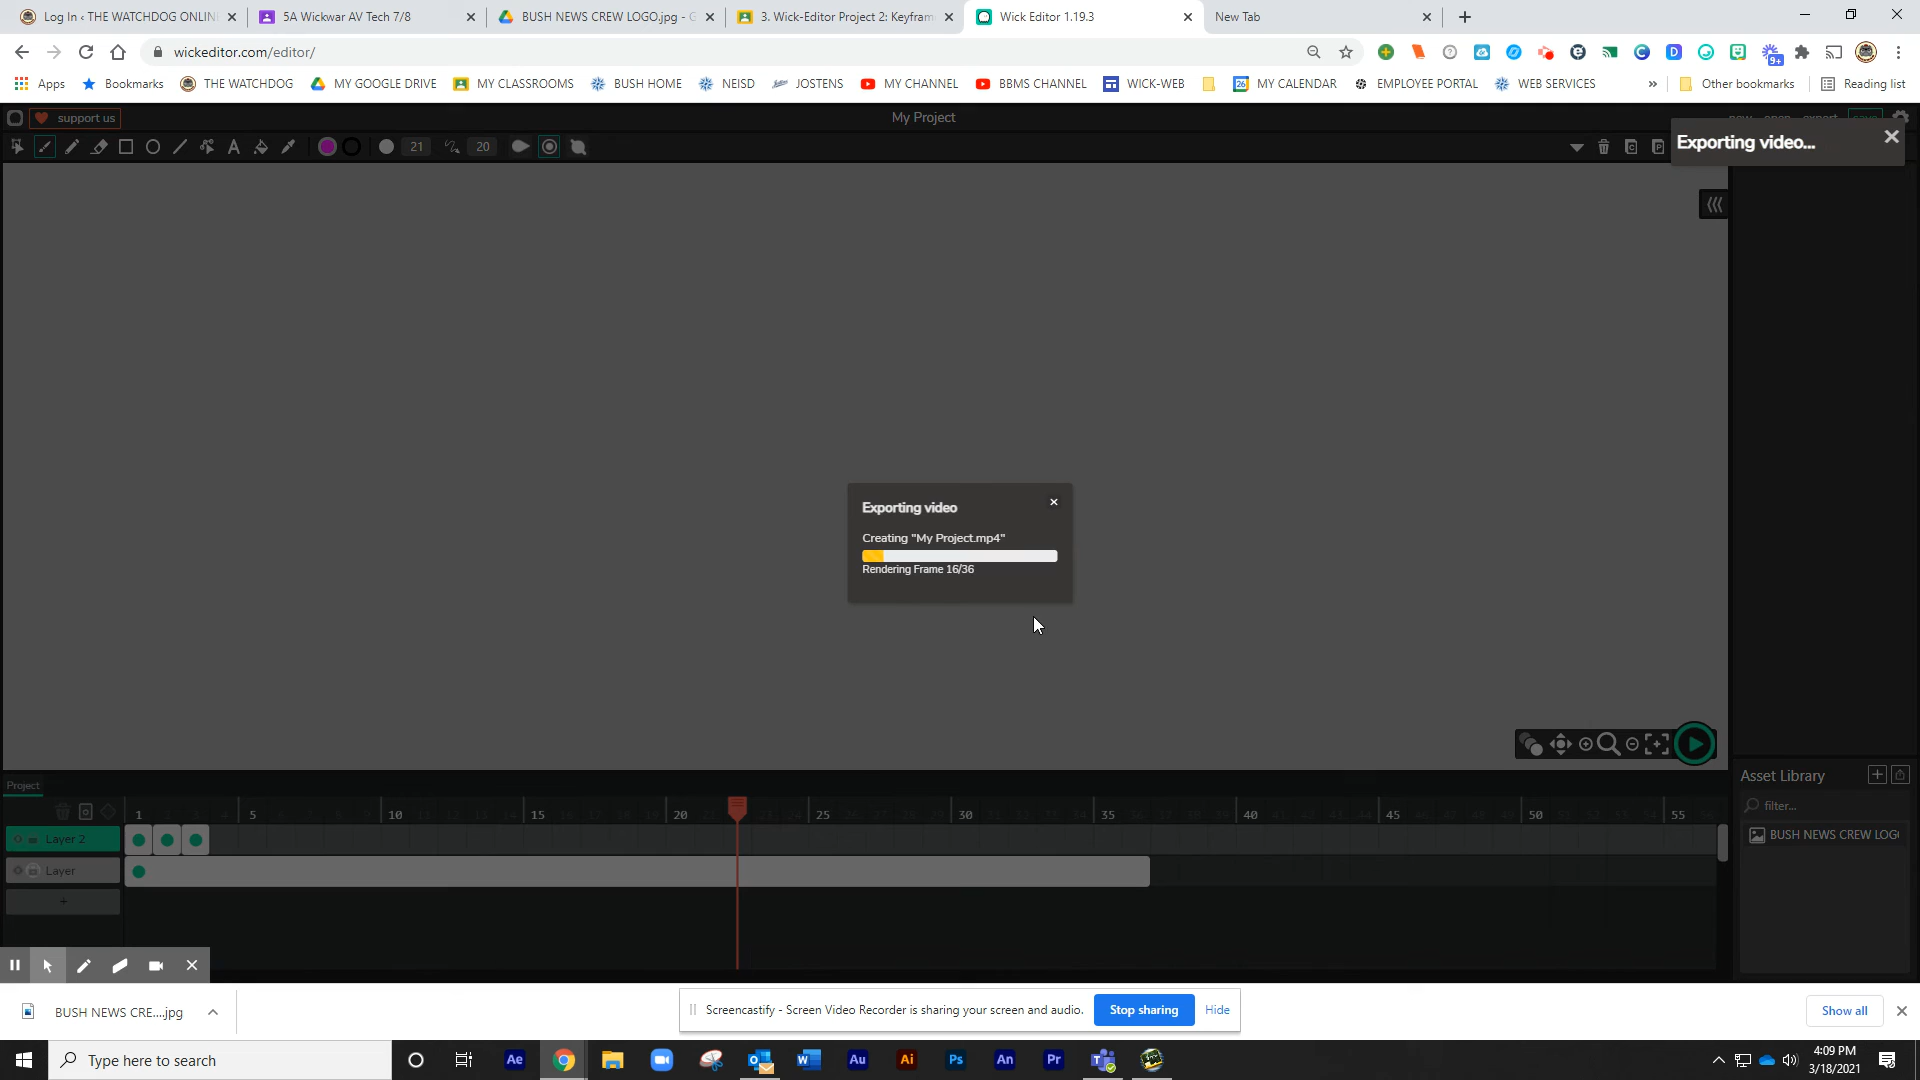 Log In ‹ THE WATCHDOG ONLIN
5A Wickwar AV Tech 7/8
BUSH NEWS CREW LOGO.jpg - G
3. Wick-Editor Project 2: Keyfram
Wick Editor 1.19.3
New Tab
wickeditor.com/editor/
9+
Apps
Bookmarks
THE WATCHDOG
MY GOOGLE DRIVE
MY CLASSROOMS
BUSH HOME
NEISD
JOSTENS
MY CHANNEL
BBMS CHANNEL
WICK-WEB
MY CALENDAR
EMPLOYEE PORTAL
WEB SERVICES
»
Other bookmarks
Reading list
support us
My Project
21
20
Exporting video...
Exporting video
Creating "My Project.mp4"
Rendering Frame 16/36
Project
1 5 10 15 20 25 30 35 40 45 50 55
Layer 2
Layer
Asset Library
filter...
BUSH NEWS CREW LOG
BUSH NEWS CRE....jpg
Screencastify - Screen Video Recorder is sharing your screen and audio.
Stop sharing
Hide
Show all
Type here to search
Ae
Au
Ai
Ps
An
Pr
4:09 PM
3/18/2021